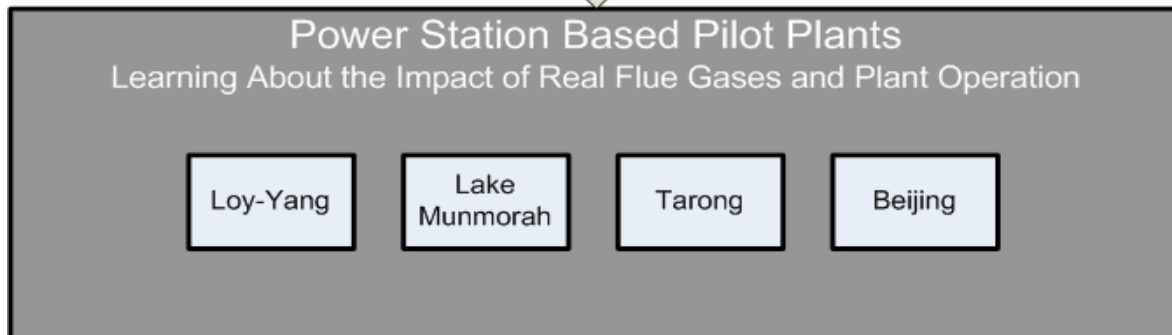 Power Station Based Pilot Plants
Learning About the Impact of Real Flue Gases and Plant Operation
Loy-Yang
Lake
Munmorah
Tarong
Beijing